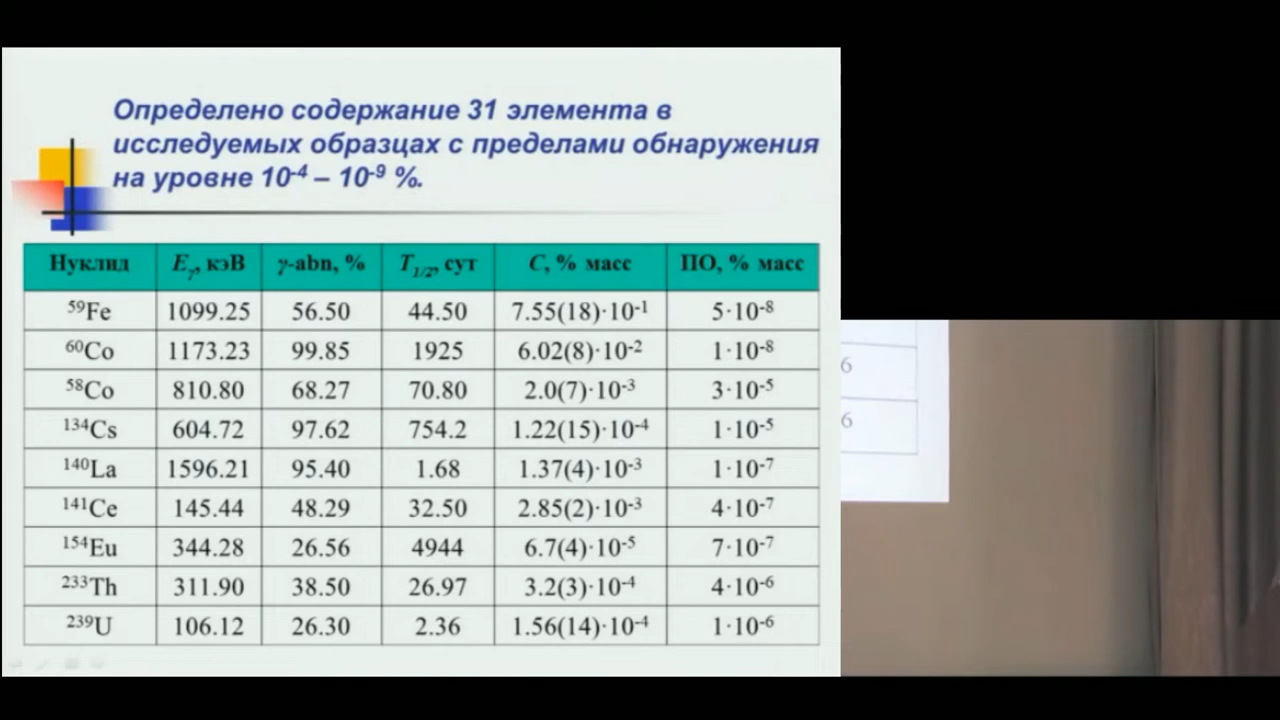 Определено содержание 31 элемента в
исследуемых образцах с пределами обнаружения
на уровне 10⁻⁴ – 10⁻⁹ %.
Нуклид Eγ, кэВ γ-abn, % T1/2, сут C, % масс ПО, % масс
⁵⁹Fe 1099.25 56.50 44.50 7.55(18)·10⁻¹ 5·10⁻⁸
⁶⁰Co 1173.23 99.85 1925 6.02(8)·10⁻² 1·10⁻⁸
⁵⁸Co 810.80 68.27 70.80 2.0(7)·10⁻³ 3·10⁻⁵
¹³⁴Cs 604.72 97.62 754.2 1.22(15)·10⁻⁴ 1·10⁻⁵
¹⁴⁰La 1596.21 95.40 1.68 1.37(4)·10⁻³ 1·10⁻⁷
¹⁴¹Ce 145.44 48.29 32.50 2.85(2)·10⁻³ 4·10⁻⁷
¹⁵⁴Eu 344.28 26.56 4944 6.7(4)·10⁻⁵ 7·10⁻⁷
²³³Th 311.90 38.50 26.97 3.2(3)·10⁻⁴ 4·10⁻⁶
²³⁹U 106.12 26.30 2.36 1.56(14)·10⁻⁴ 1·10⁻⁶
6
6